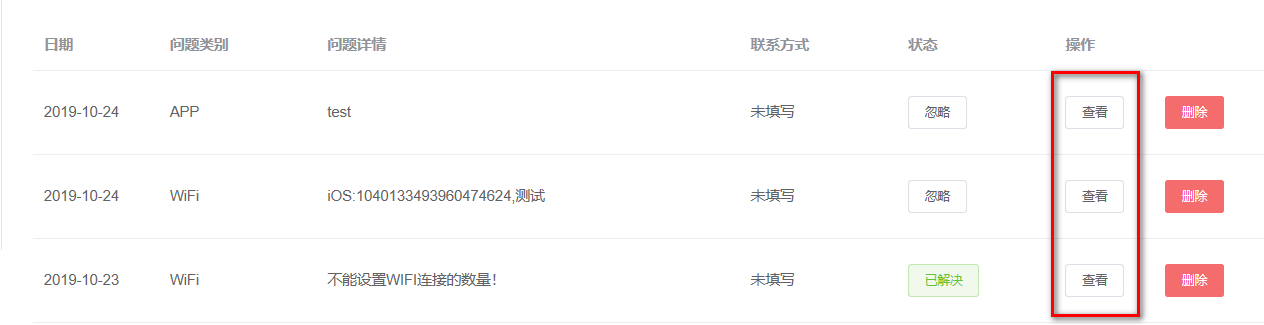 日期 问题类别 问题详情 联系方式 状态 操作
2019-10-24 APP test 未填写 忽略 查看 删除
2019-10-24 WiFi iOS:1040133493960474624,测试 未填写 忽略 查看 删除
2019-10-23 WiFi 不能设置WIFI连接的数量! 未填写 已解决 查看 删除